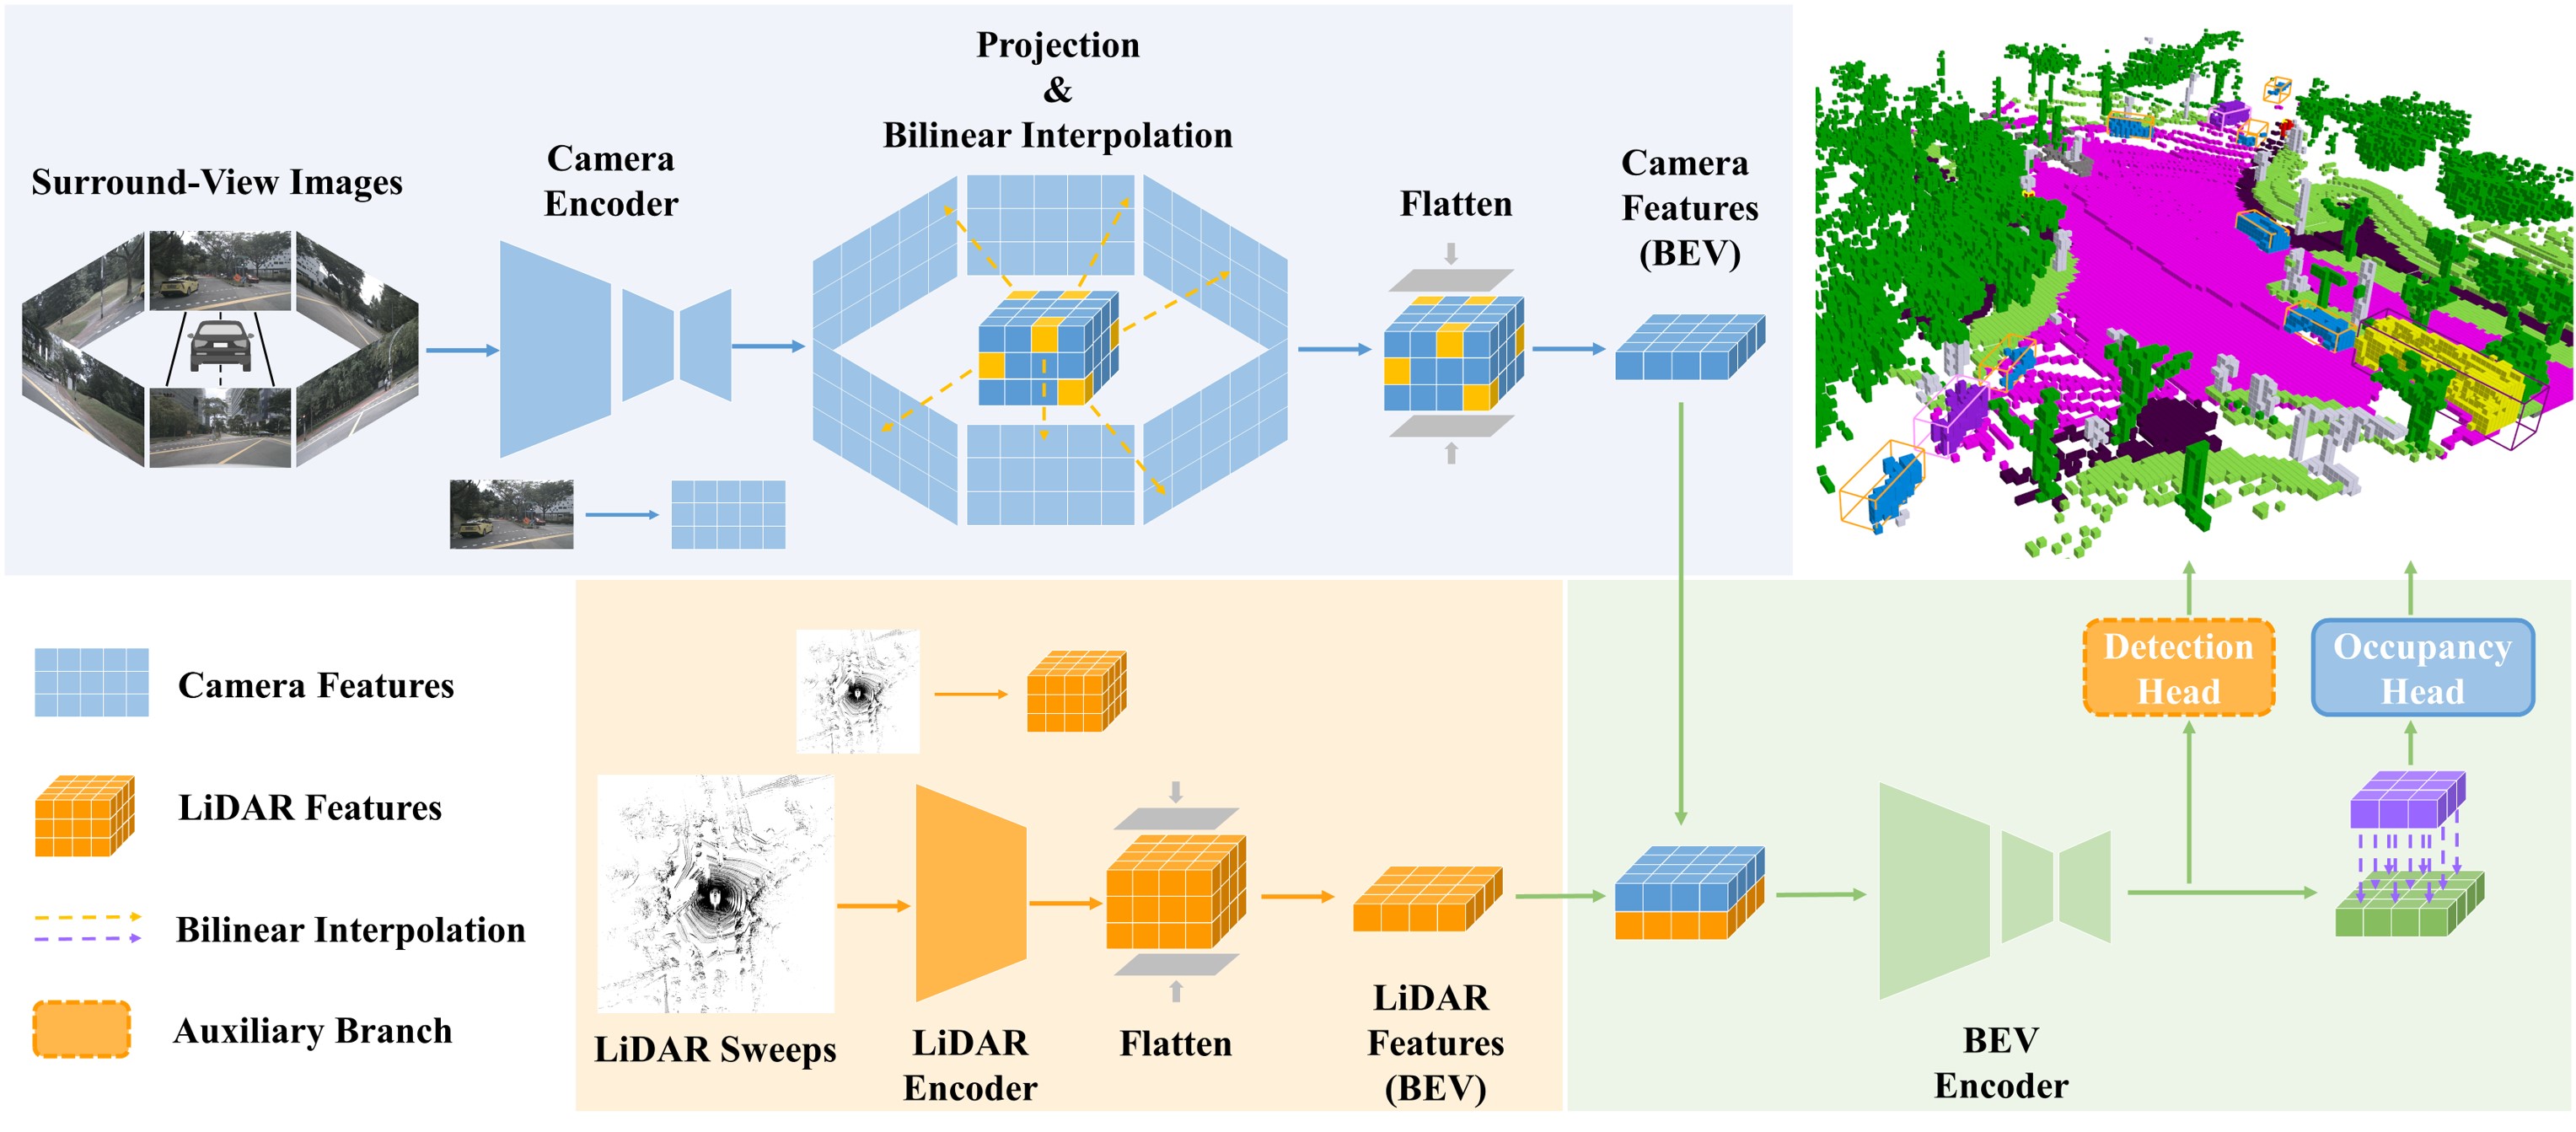 Projection
&
Bilinear Interpolation
Surround-View Images
Camera
Encoder
Flatten
Camera
Features
(BEV)
Camera Features
LiDAR Features
Bilinear Interpolation
Auxiliary Branch
LiDAR Sweeps
LiDAR
Encoder
Flatten
LiDAR
Features
(BEV)
Detection
Head
Occupancy
Head
BEV
Encoder